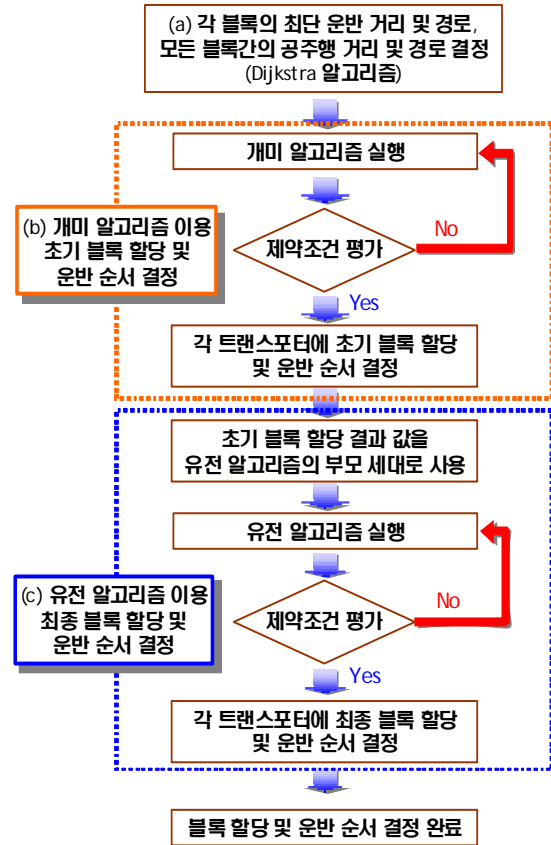 (a) 각 블록의 최단 운반 거리 및 경로,
모든 블록간의 공주행 거리 및 경로 결정
(Dijkstra 알고리즘)
개미 알고리즘 실행
(b) 개미 알고리즘 이용
초기 블록 할당 및
운반 순서 결정
제약조건 평가
No
Yes
각 트랜스포터에 초기 블록 할당
및 운반 순서 결정
초기 블록 할당 결과 값을
유전 알고리즘의 부모 세대로 사용
유전 알고리즘 실행
(c) 유전 알고리즘 이용
최종 블록 할당 및
운반 순서 결정
제약조건 평가
No
Yes
각 트랜스포터에 최종 블록 할당
및 운반 순서 결정
블록 할당 및 운반 순서 결정 완료